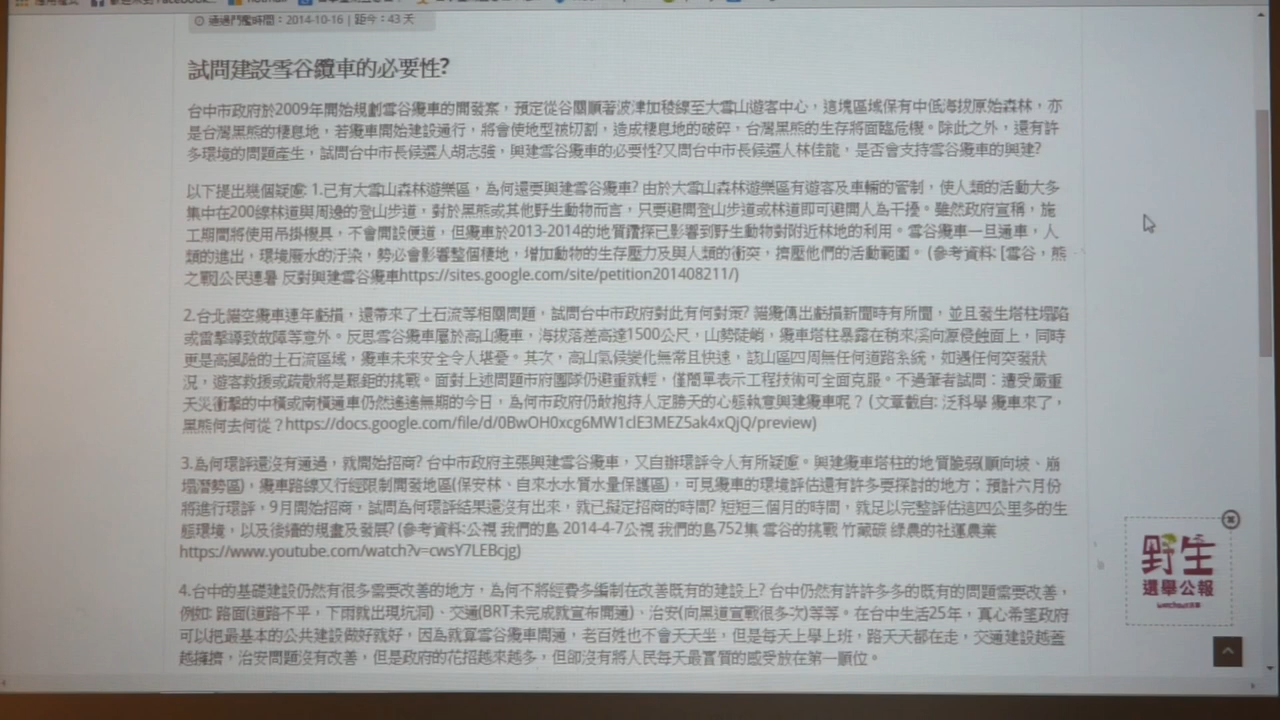 通過門檻時間：2014-10-16 | 距今：43 天
試問建設雪谷纜車的必要性?
台中市政府於2009年開始規劃雪谷纜車的開發案，預定從谷關順著波津加稜線至大雪山遊客中心，這塊區域保有中低海拔原始森林，亦
是台灣黑熊的棲息地，若纜車開始建設通行，將會使地型被切割，造成棲息地的破碎，台灣黑熊的生存將面臨危機。除此之外，還有許
多環境的問題產生，試問台中市長候選人胡志強，興建雪谷纜車的必要性?又問台中市長候選人林佳龍，是否會支持雪谷纜車的興建?
以下提出幾個疑慮: 1.已有大雪山森林遊樂區，為何還要興建雪谷纜車? 由於大雪山森林遊樂區有遊客及車輛的管制，使人類的活動大多
集中在200線林道與周邊的登山步道，對於黑熊或其他野生動物而言，只要避開登山步道或林道即可避開人為干擾。雖然政府宣稱，施
工期間將使用吊掛機具，不會開設便道，但纜車於2013-2014的地質鑽探已影響到野生動物對附近林地的利用。雪谷纜車一旦通車，人
類的進出，環境廢水的汙染，勢必會影響整個棲地，增加動物的生存壓力及與人類的衝突，擠壓他們的活動範圍。 (參考資料: [雪谷，熊
之戰]公民連署 反對興建雪谷纜車https://sites.google.com/site/petition201408211/)
2.台北貓空纜車連年虧損，還帶來了土石流等相關問題，試問台中市政府對此有何對策? 貓纜傳出虧損新聞時有所聞，並且發生塔柱塌陷
或雷擊導致故障等意外。反思雪谷纜車屬於高山纜車，海拔落差高達1500公尺，山勢陡峭，纜車塔柱暴露在稍來溪向源侵蝕面上，同時
更是高風險的土石流區域，纜車未來安全令人堪憂。其次，高山氣候變化無常且快速，該山區四周無任何道路系統，如遇任何突發狀
況，遊客救援或疏散將是艱鉅的挑戰。面對上述問題市府團隊仍避重就輕，僅簡單表示工程技術可全面克服。不過筆者試問：遭受嚴重
天災衝擊的中橫或南橫通車仍然遙遙無期的今日，為何市政府仍敢抱持人定勝天的心態執意興建纜車呢？ (文章截自: 泛科學 纜車來了，
黑熊何去何從？https://docs.google.com/file/d/0BwOH0xcg6MW1clE3MEZ5ak4xQjQ/preview)
3.為何環評還沒有通過，就開始招商? 台中市政府主張興建雪谷纜車，又自辦環評令人有所疑慮。興建纜車塔柱的地質脆弱(順向坡、崩
塌潛勢區)，纜車路線又行經限制開發地區(保安林、自來水水質水量保護區)，可見纜車的環境評估還有許多要探討的地方；預計六月份
將進行環評，9月開始招商，試問為何環評結果還沒有出來，就已擬定招商的時間? 短短三個月的時間，就足以完整評估這四公里多的生
態環境，以及後續的規畫及發展? (參考資料:公視 我們的島 2014-4-7公視 我們的島752集 雪谷的挑戰 竹藏碳 綠農的社運農業
https://www.youtube.com/watch?v=cwsY7LEBcjg)
4.台中的基礎建設仍然有很多需要改善的地方，為何不將經費多編制在改善既有的建設上? 台中仍然有許許多多的既有的問題需要改善，
例如: 路面(道路不平，下雨就出現坑洞)、交通(BRT未完成就宣布開通)、治安(向黑道宣戰很多次)等等。在台中生活25年，真心希望政府
可以把最基本的公共建設做好就好，因為就算雪谷纜車開通，老百姓也不會天天坐，但是每天上學上班，路天天都在走，交通建設越蓋
越擁擠，治安問題沒有改善，但是政府的花招越來越多，但卻沒有將人民每天最實質的感受放在第一順位。
野生
選舉公報